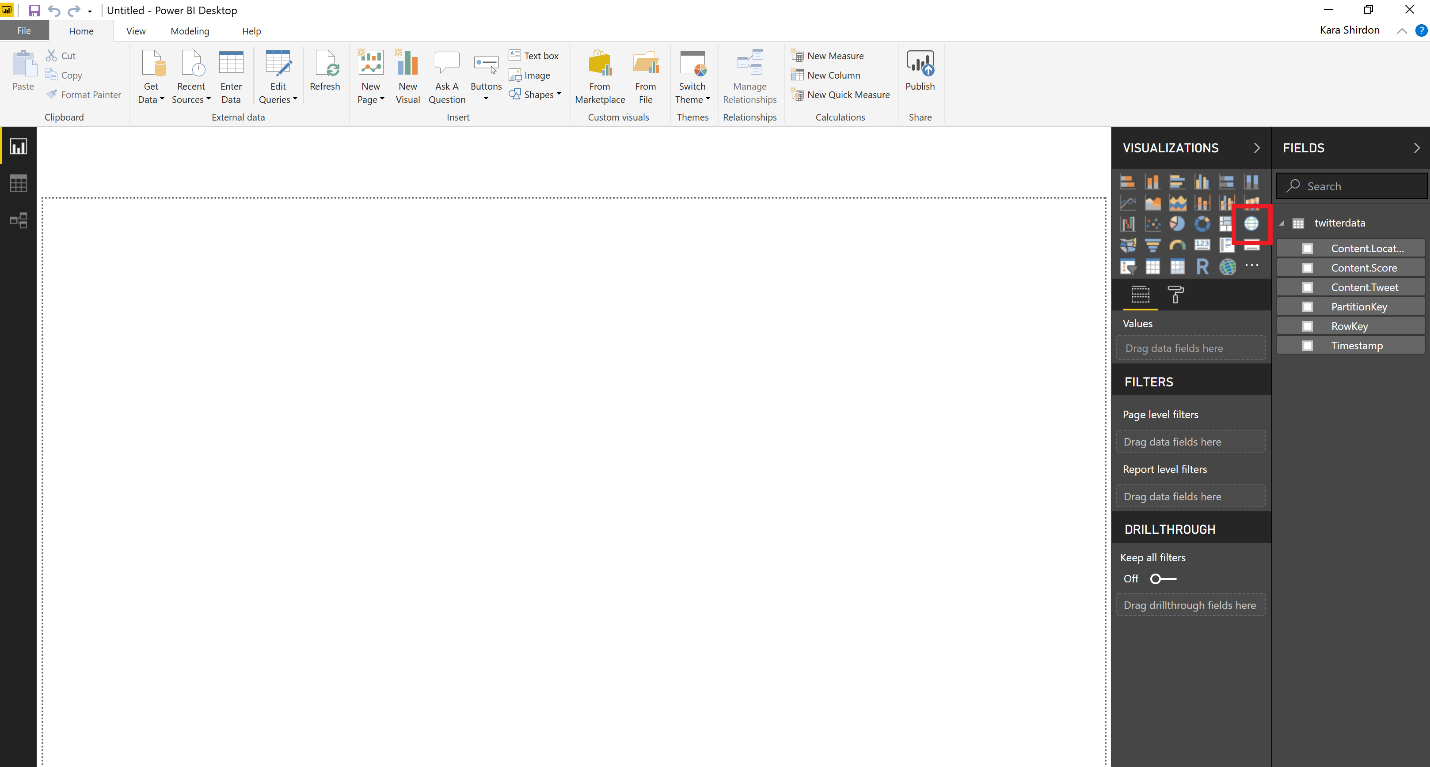 Untitled - Power BI Desktop
File Home View Modeling Help Kara Shirdon ?
Paste
Cut
Copy
Format Painter
Clipboard
Get Data
Recent Sources
Enter Data
Edit Queries
Refresh
External data
New Page
New Visual
Ask A Question
Buttons
Text box
Image
Shapes
Insert
From Marketplace
From File
Custom visuals
Switch Theme
Themes
Manage Relationships
Relationships
New Measure
New Column
New Quick Measure
Calculations
Publish
Share
VISUALIZATIONS
123
R
...
Values
Drag data fields here
FILTERS
Page level filters
Drag data fields here
Report level filters
Drag data fields here
DRILLTHROUGH
Keep all filters
Off
Drag drillthrough fields here
FIELDS
Search
twitterdata
Content.Locat...
Content.Score
Content.Tweet
PartitionKey
RowKey
Timestamp